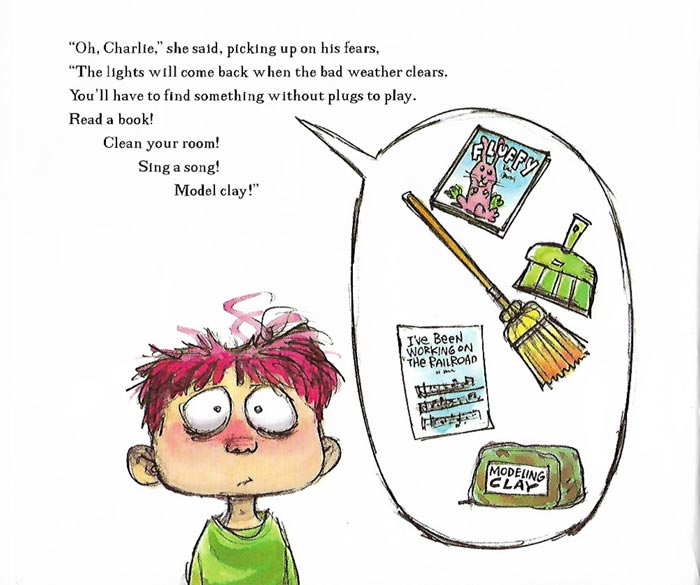 “Oh, Charlie,” she said, picking up on his fears,
“The lights will come back when the bad weather clears.
You’ll have to find something without plugs to play.
Read a book!
Clean your room!
Sing a song!
Model clay!”
FLUFFY
I'VE BEEN
WORKING ON
THE RAILROAD
MODELING
CLAY